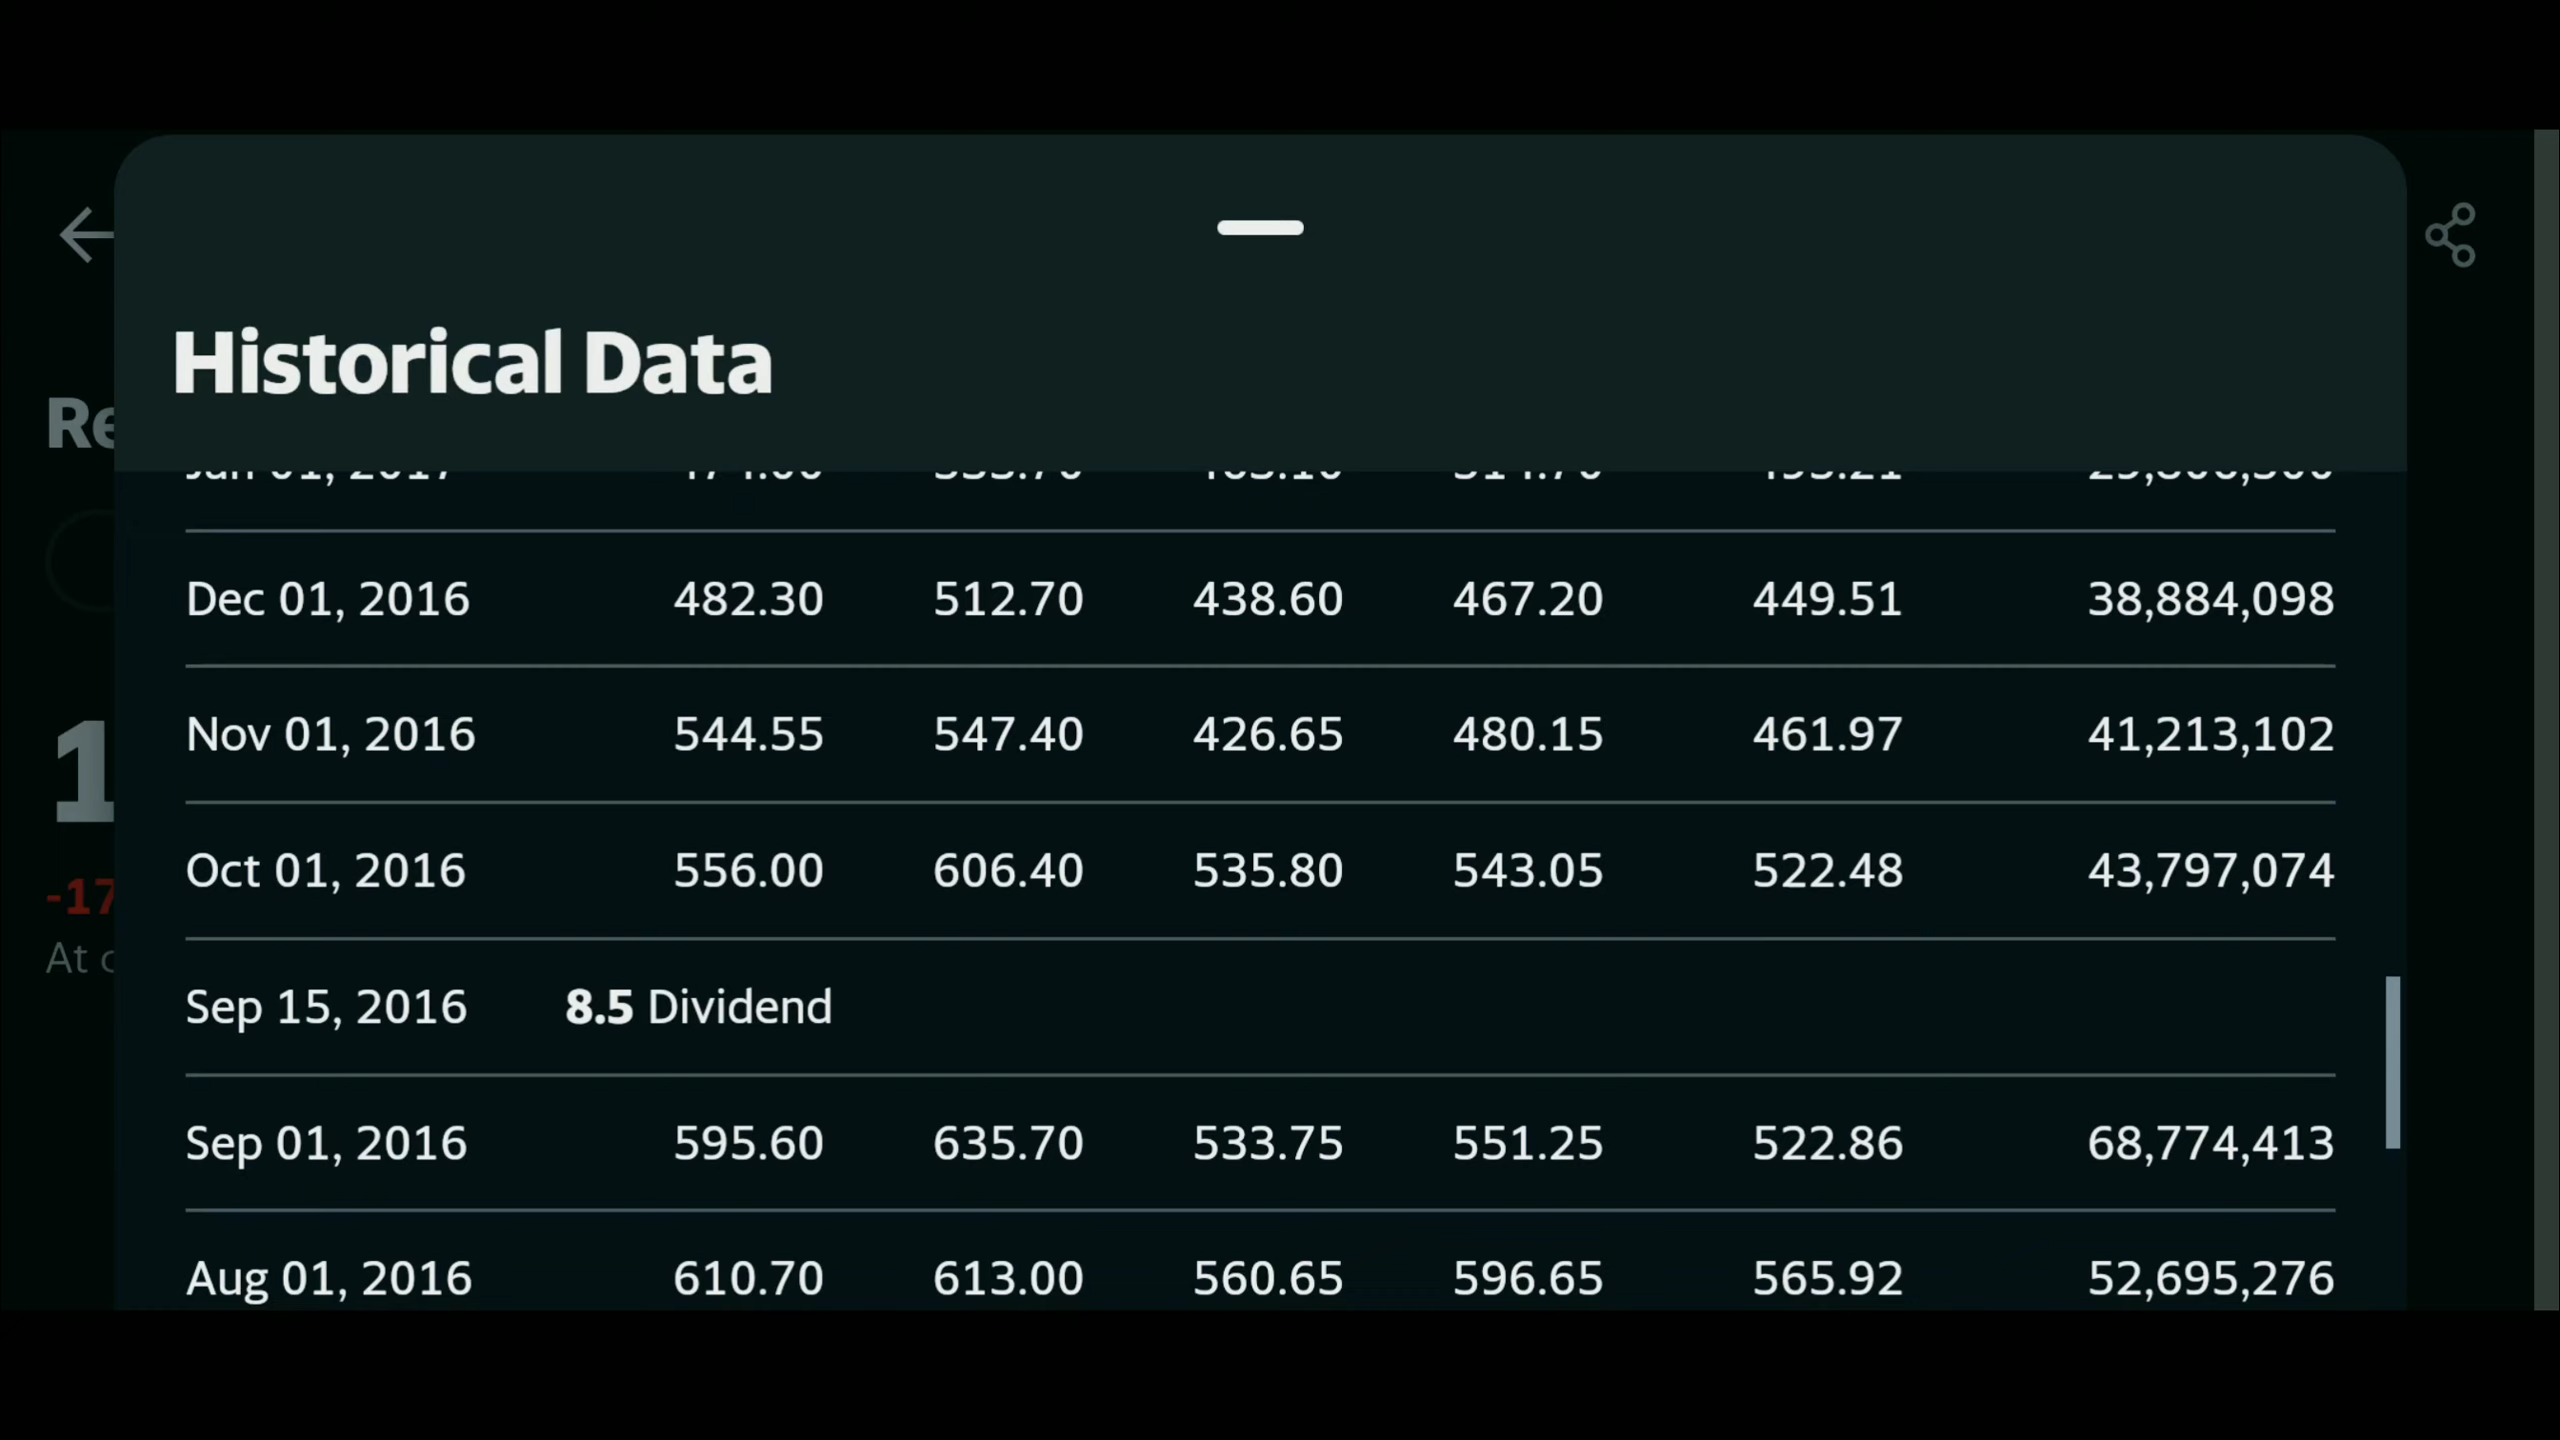 Historical Data
Re
Dec 01, 2016 482.30 512.70 438.60 467.20 449.51 38,884,098
Nov 01, 2016 544.55 547.40 426.65 480.15 461.97 41,213,102
1
Oct 01, 2016 556.00 606.40 535.80 543.05 522.48 43,797,074
-17
At
Sep 15, 2016 8.5 Dividend
Sep 01, 2016 595.60 635.70 533.75 551.25 522.86 68,774,413
Aug 01, 2016 610.70 613.00 560.65 596.65 565.92 52,695,276